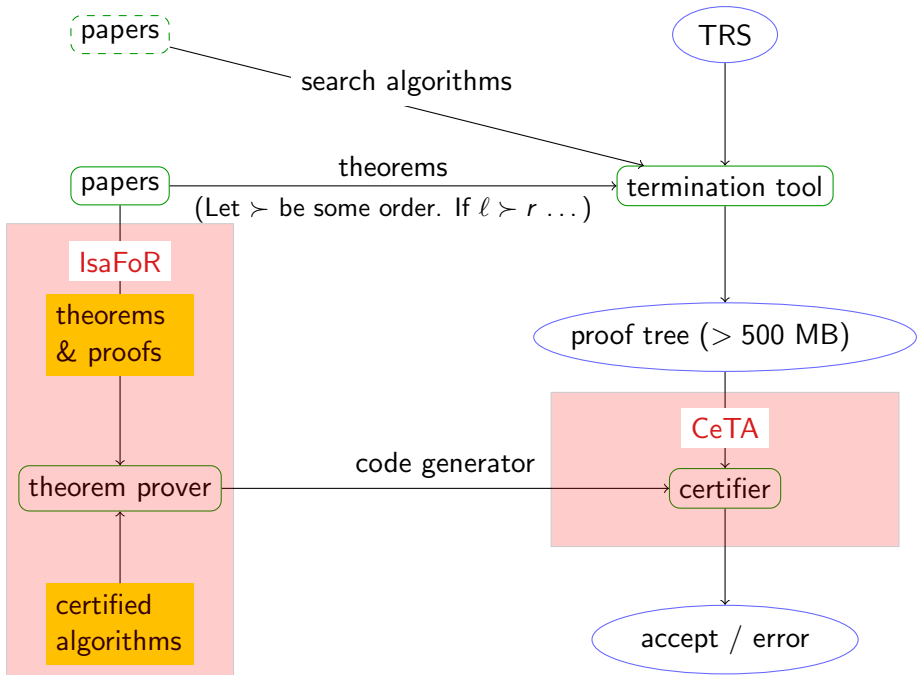 papers
TRS
search algorithms
papers
theorems
termination tool
(Let ≻ be some order. If ℓ ≻ r …)
IsaFoR
theorems
& proofs
proof tree (> 500 MB)
CeTA
code generator
theorem prover
certifier
certified
algorithms
accept / error